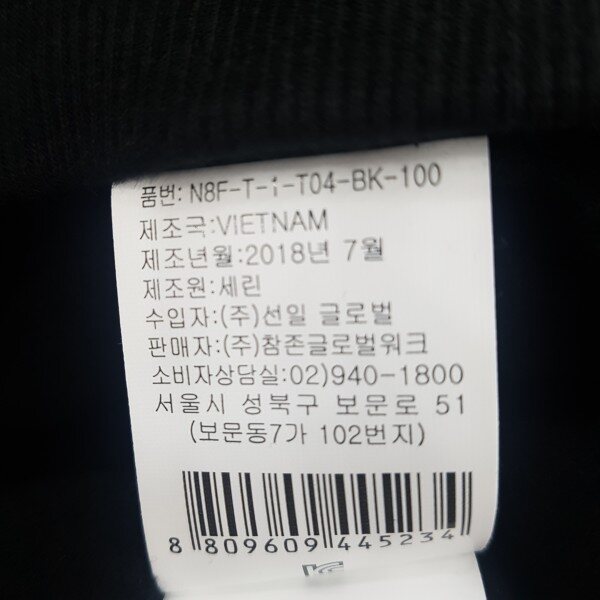 품번: N8F-T-1-T04-BK-100
제조국:VIETNAM
제조년월:2018년 7월
제조원:세린
수입자:(주)선일 글로벌
판매자:(주)참존글로벌워크
소비자상담실:02)940-1800
서울시 성북구 보문로 51
(보문동7가 102번지)
8 809609 445234